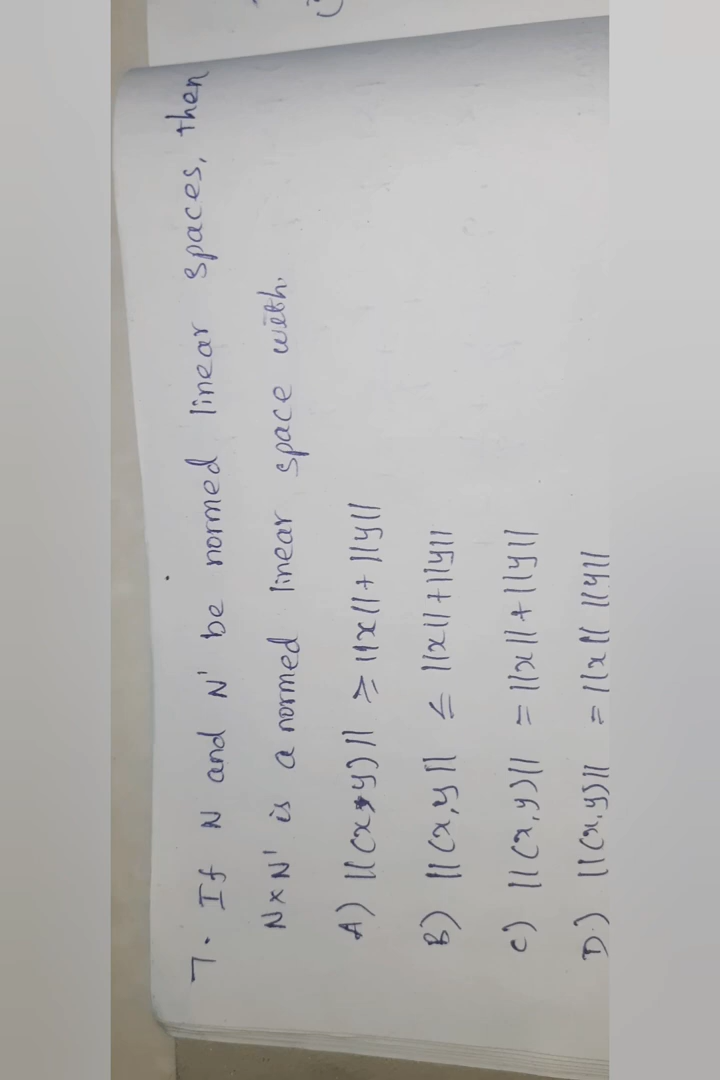 7. If N and N' be normed linear spaces, then
N×N' is a normed linear space with.
A) ||(x,y)|| ≥ ||x||+||y||
B) ||(x,y|| ≤ ||x||+||y||
C) ||(x,y)|| = ||x||+||y||
D.) ||(x,y)|| = ||x|| ||y||